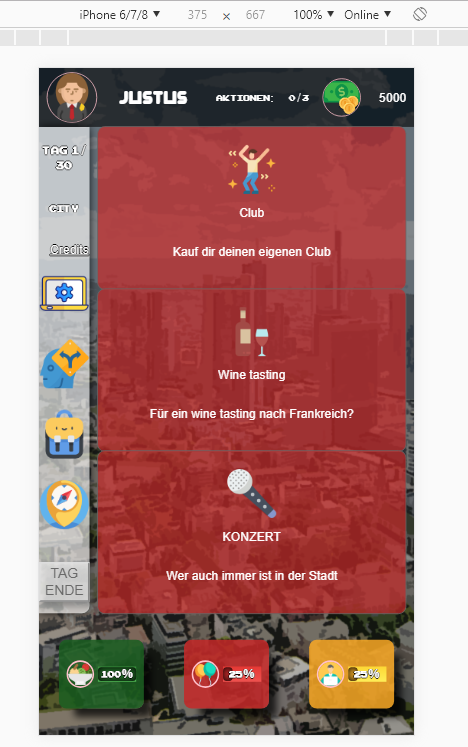 iPhone 6/7/8 ▼ 375 x 667 100% ▼ Online ▼
JUSTUS AKTIONEN: 0/3 5000
TAG 1/
30
CITY
Credits
Club
Kauf dir deinen eigenen Club
Wine tasting
Für ein wine tasting nach Frankreich?
KONZERT
Wer auch immer ist in der Stadt
TAG
ENDE
100% 25% 25%